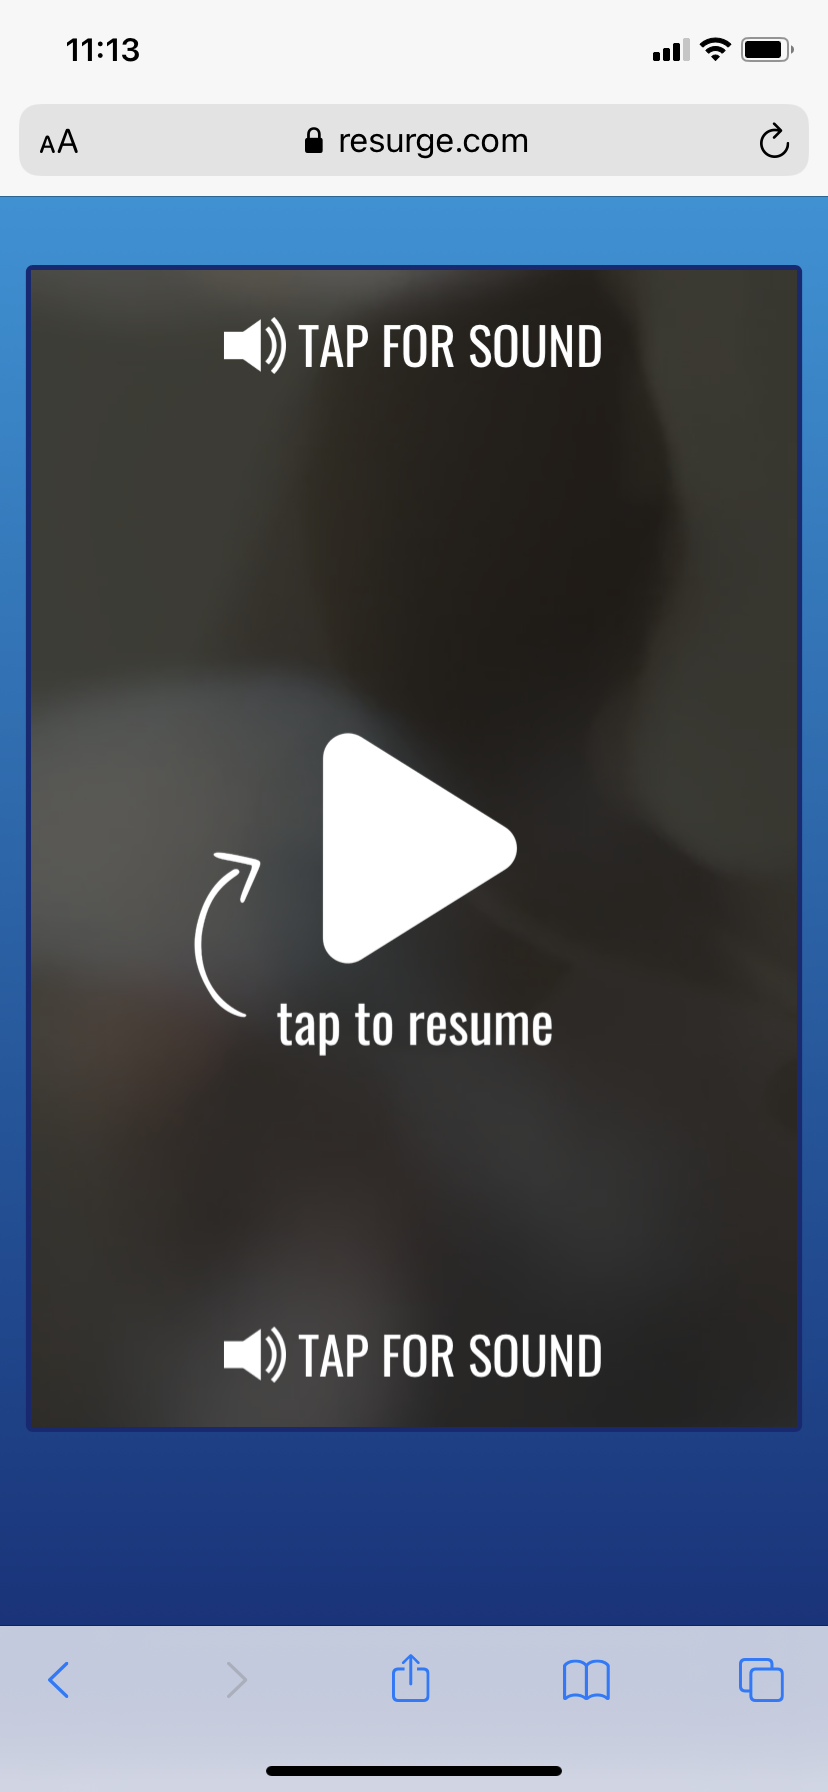 11:13
AA
resurge.com
TAP FOR SOUND
tap to resume
TAP FOR SOUND